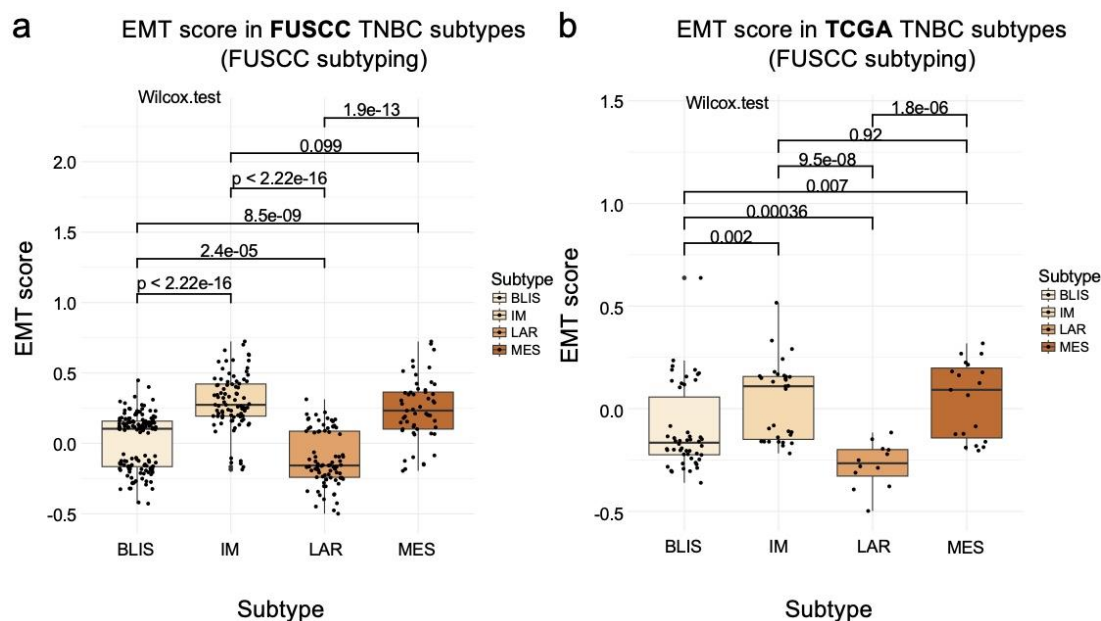 a
EMT score in FUSCC TNBC subtypes
(FUSCC subtyping)
Wilcox.test
1.9e-13
0.099
p < 2.22e-16
8.5e-09
2.4e-05
p < 2.22e-16
EMT score
2.0
1.5
1.0
0.5
0.0
-0.5
BLIS IM LAR MES
Subtype
Subtype
BLIS
IM
LAR
MES
b
EMT score in TCGA TNBC subtypes
(FUSCC subtyping)
Wilcox.test
1.8e-06
0.92
9.5e-08
0.007
0.00036
0.002
EMT score
1.5
1.0
0.5
0.0
-0.5
BLIS IM LAR MES
Subtype
Subtype
BLIS
IM
LAR
MES